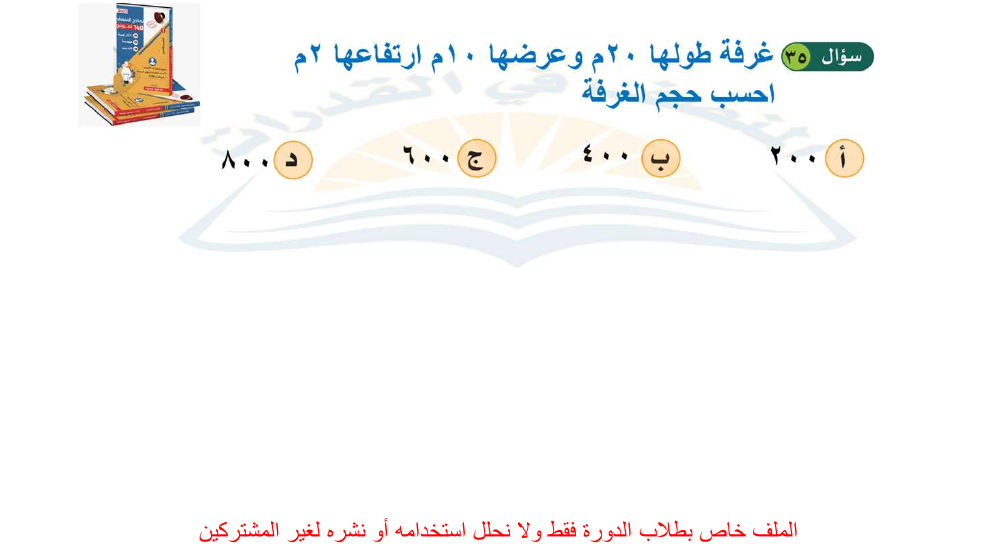 سؤال ٣٥ غرفة طولها ٢٠م وعرضها ١٠م ارتفاعها ٢م
احسب حجم الغرفة
أ ٢٠٠ ب ٤٠٠ ج ٦٠٠ د ٨٠٠
الملف خاص بطلاب الدورة فقط ولا نحلل استخدامه أو نشره لغير المشتركين